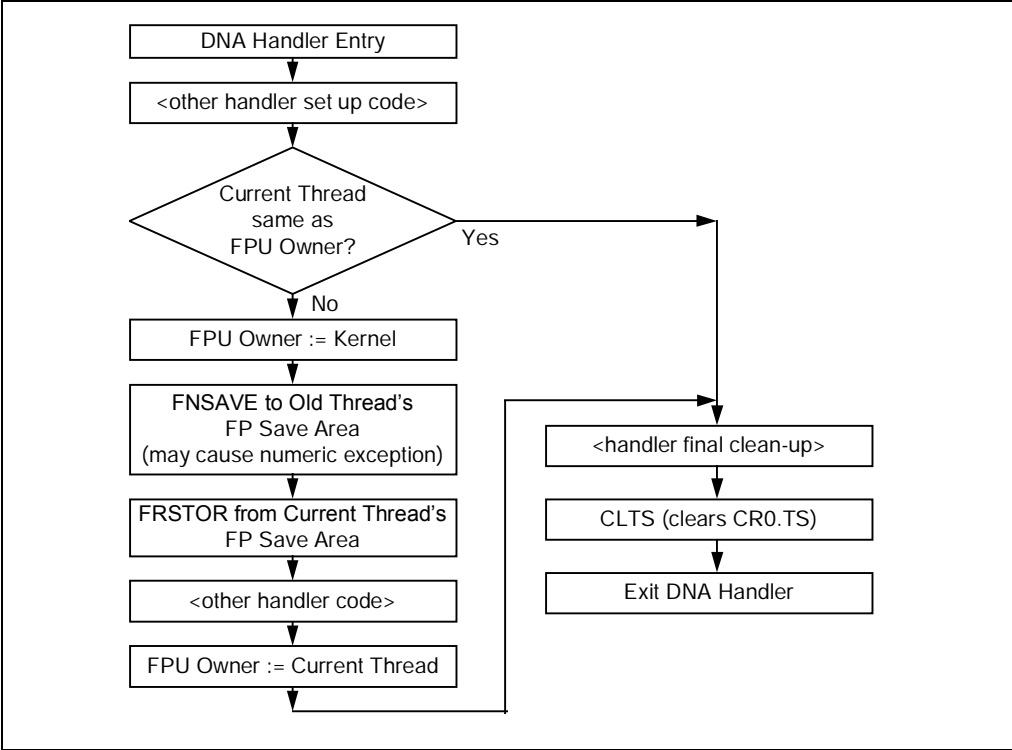 DNA Handler Entry
<other handler set up code>
Current Thread
same as
FPU Owner?
Yes
No
FPU Owner := Kernel
FNSAVE to Old Thread's
FP Save Area
(may cause numeric exception)
FRSTOR from Current Thread's
FP Save Area
<other handler code>
FPU Owner := Current Thread
<handler final clean-up>
CLTS (clears CR0.TS)
Exit DNA Handler